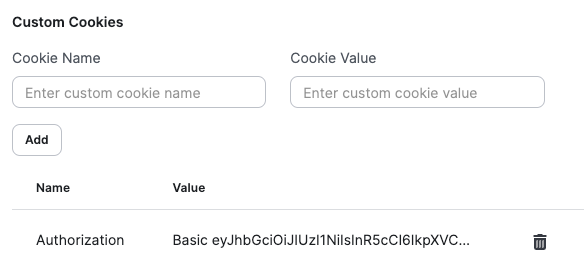 Custom Cookies
Cookie Name Cookie Value
Enter custom cookie name Enter custom cookie value
Add
Name Value
Authorization Basic eyJhbGciOiJIUzI1NiIsInR5cCI6IkpXVC...